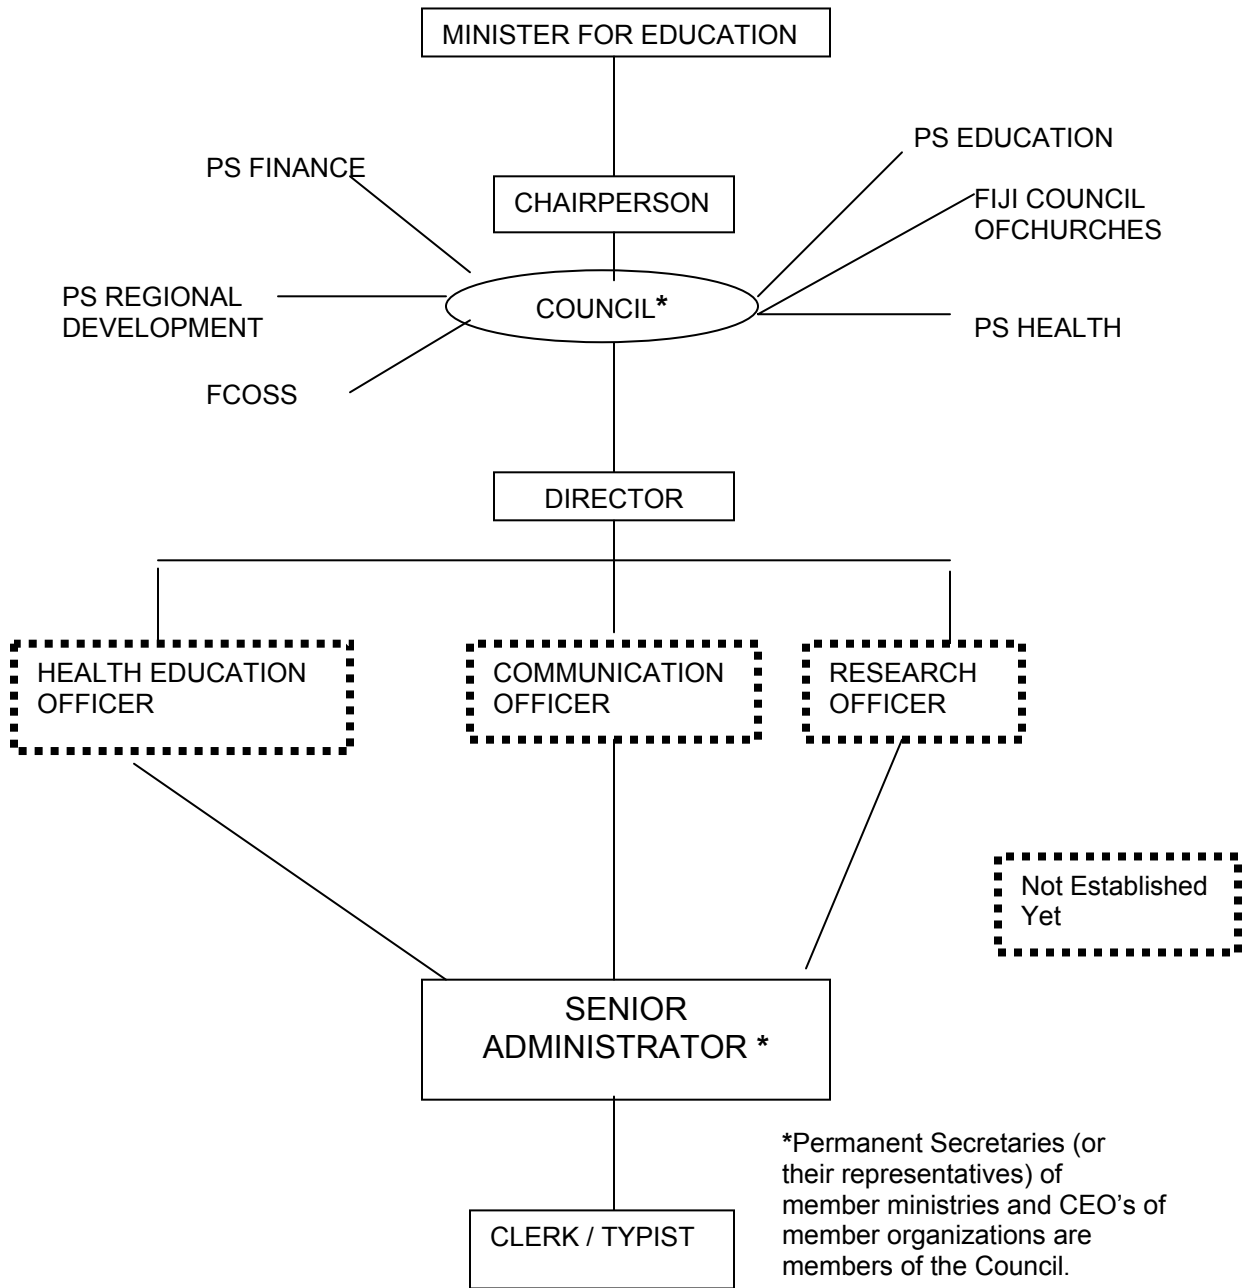 MINISTER FOR EDUCATION
PS EDUCATION
PS FINANCE
CHAIRPERSON
FIJI COUNCIL
OFCHURCHES
PS REGIONAL
DEVELOPMENT
COUNCIL*
PS HEALTH
FCOSS
DIRECTOR
HEALTH EDUCATION
OFFICER
COMMUNICATION
OFFICER
RESEARCH
OFFICER
Not Established
Yet
SENIOR
ADMINISTRATOR *
*Permanent Secretaries (or
their representatives) of
member ministries and CEO’s of
member organizations are
members of the Council.
CLERK / TYPIST